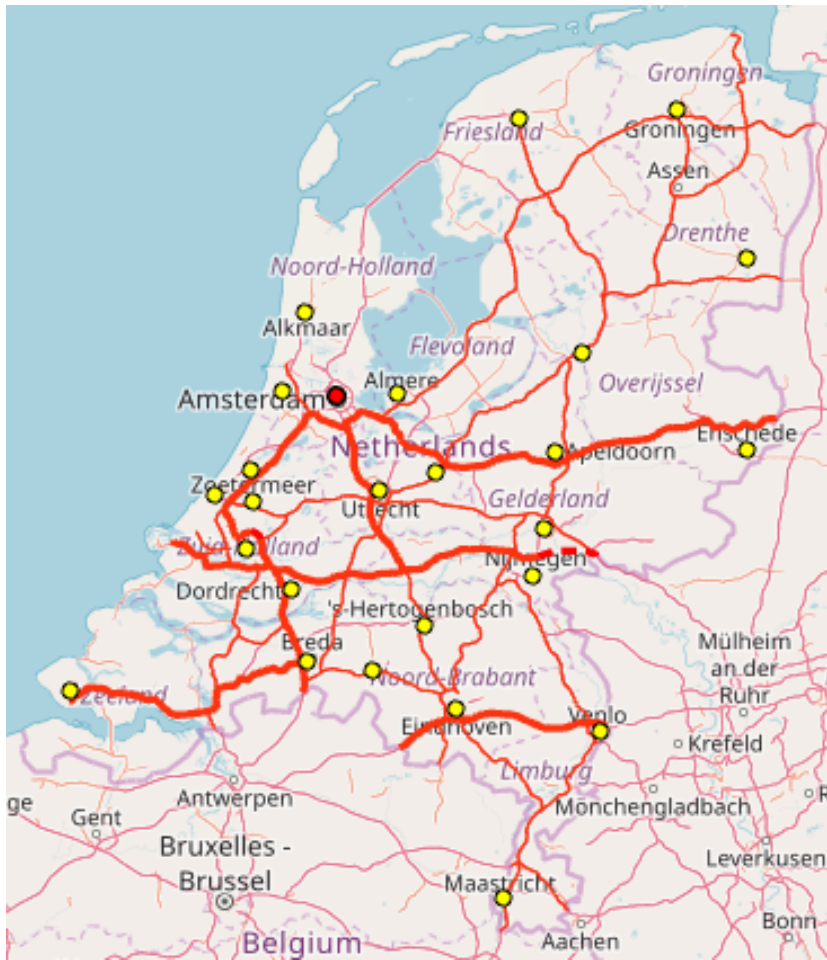 Groningen
Friesland
Groningen
Assen
Drenthe
Noord-Holland
Alkmaar
Flevoland
Almere
Overijssel
Amsterdam
Netherlands
Enschede
Apeldoorn
Zoetermeer
Utrecht
Gelderland
Zuid-Holland
Nijmegen
Dordrecht
's-Hertogenbosch
Breda
Noord-Brabant
Zeeland
Eindhoven
Venlo
Mülheim
an der
Ruhr
Krefeld
Limburg
Antwerpen
Mönchengladbach
R
ge
Gent
Bruxelles -
Brussel
Leverkusen
Maastricht
Aachen
Bonn
Belgium